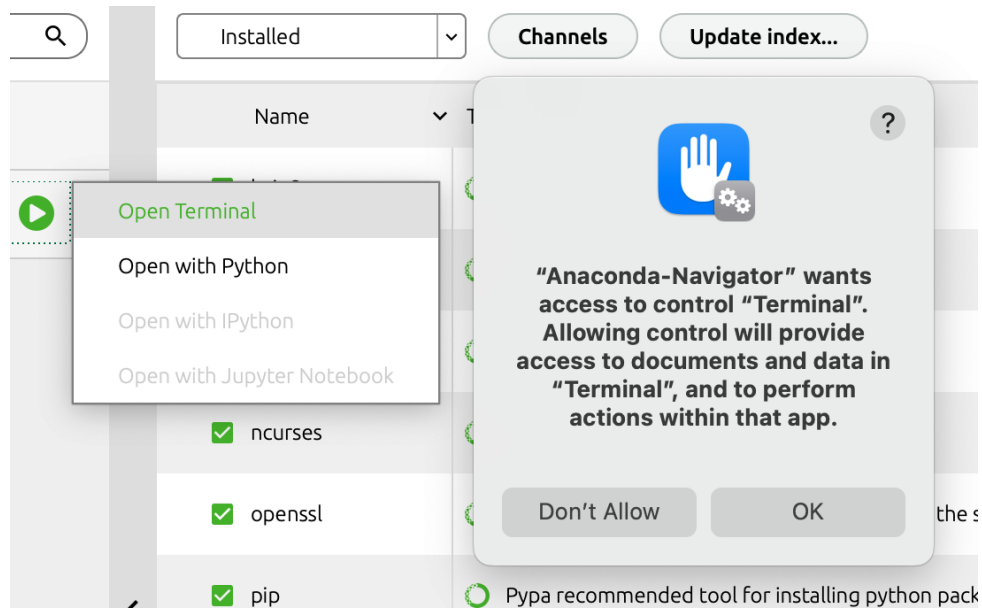 Installed
Channels
Update index...
Name
?
Open Terminal
Open with Python
Open with IPython
Open with Jupyter Notebook
“Anaconda-Navigator” wants
access to control “Terminal”.
Allowing control will provide
access to documents and data in
“Terminal”, and to perform
actions within that app.
Don't Allow
OK
ncurses
openssl
the s
pip
Pypa recommended tool for installing python pack